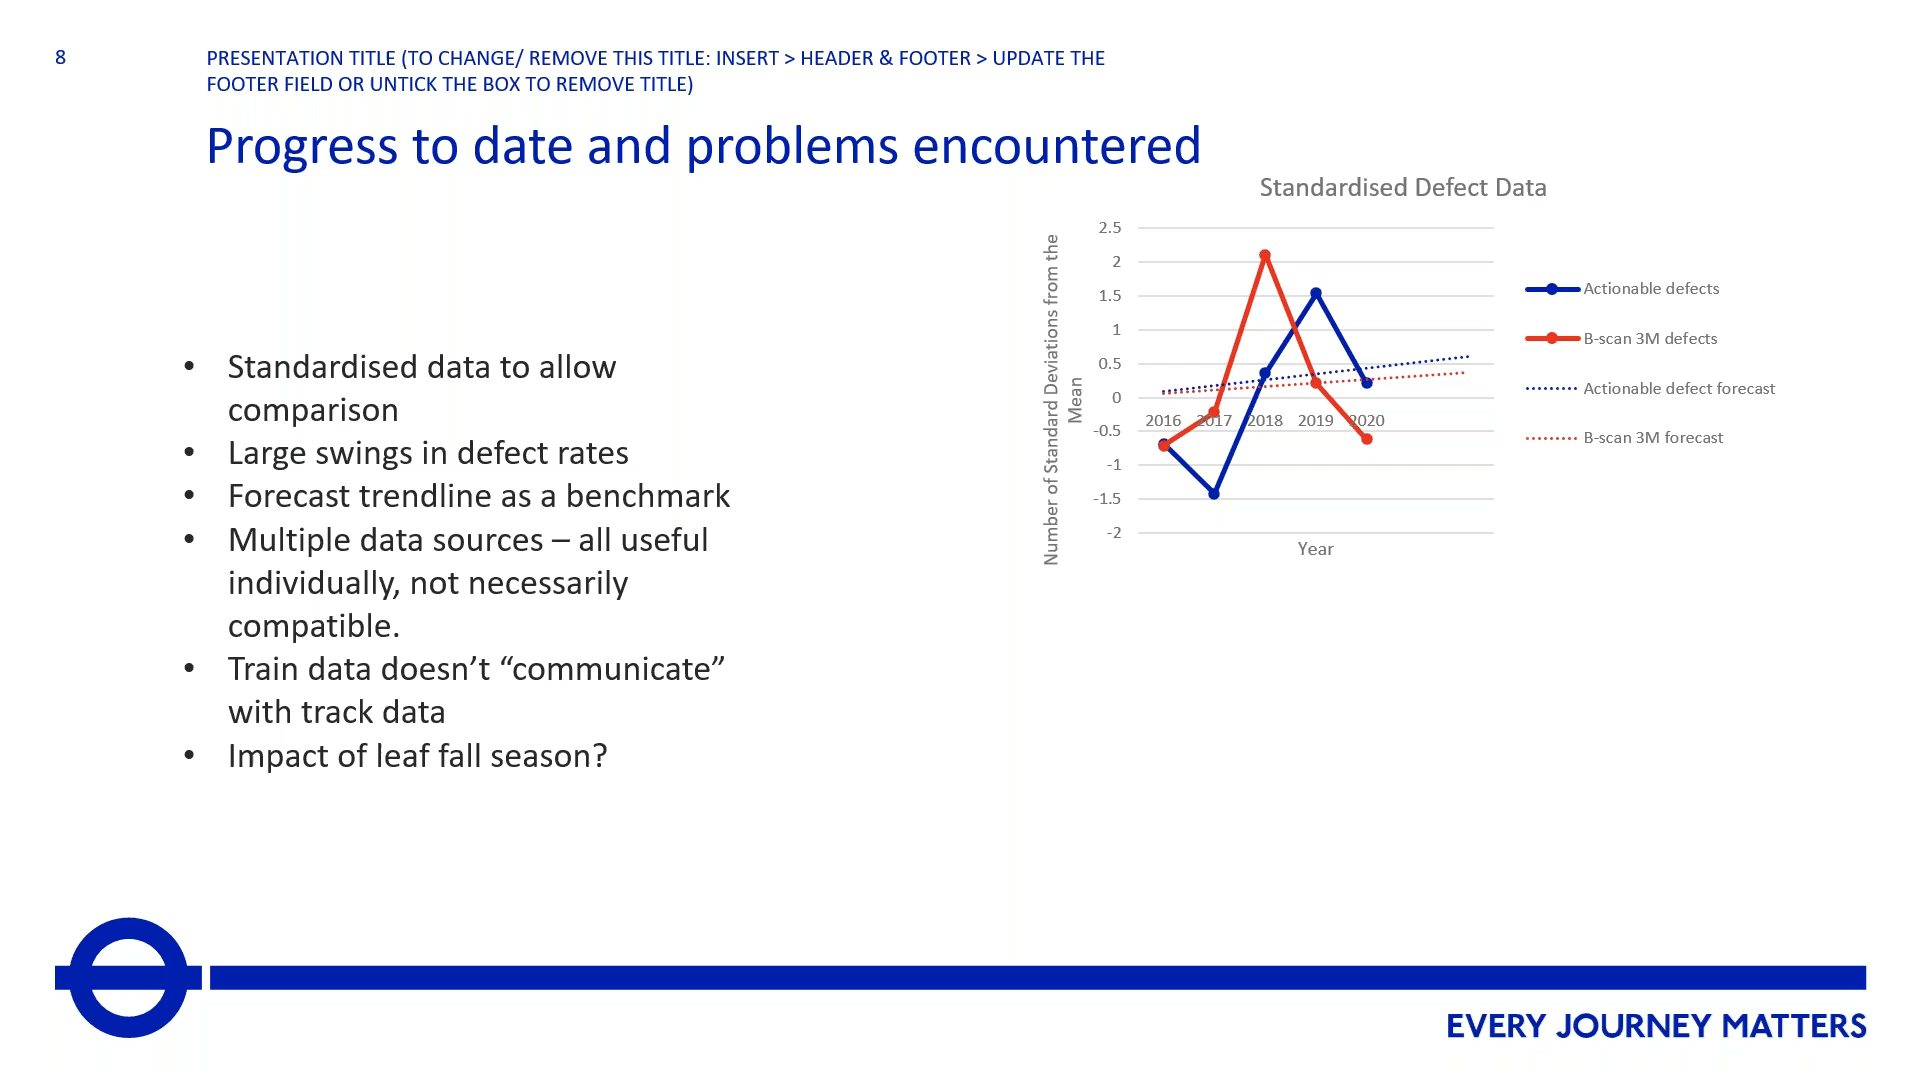 8
PRESENTATION TITLE (TO CHANGE/ REMOVE THIS TITLE: INSERT > HEADER & FOOTER > UPDATE THE
FOOTER FIELD OR UNTICK THE BOX TO REMOVE TITLE)
Progress to date and problems encountered
• Standardised data to allow
comparison
• Large swings in defect rates
• Forecast trendline as a benchmark
• Multiple data sources – all useful
individually, not necessarily
compatible.
• Train data doesn’t “communicate”
with track data
• Impact of leaf fall season?
Standardised Defect Data
Number of Standard Deviations from the
Mean
2.5
2
1.5
1
0.5
0
-0.5
-1
-1.5
-2
2016 2017 2018 2019 2020
Year
Actionable defects
B-scan 3M defects
Actionable defect forecast
B-scan 3M forecast
EVERY JOURNEY MATTERS